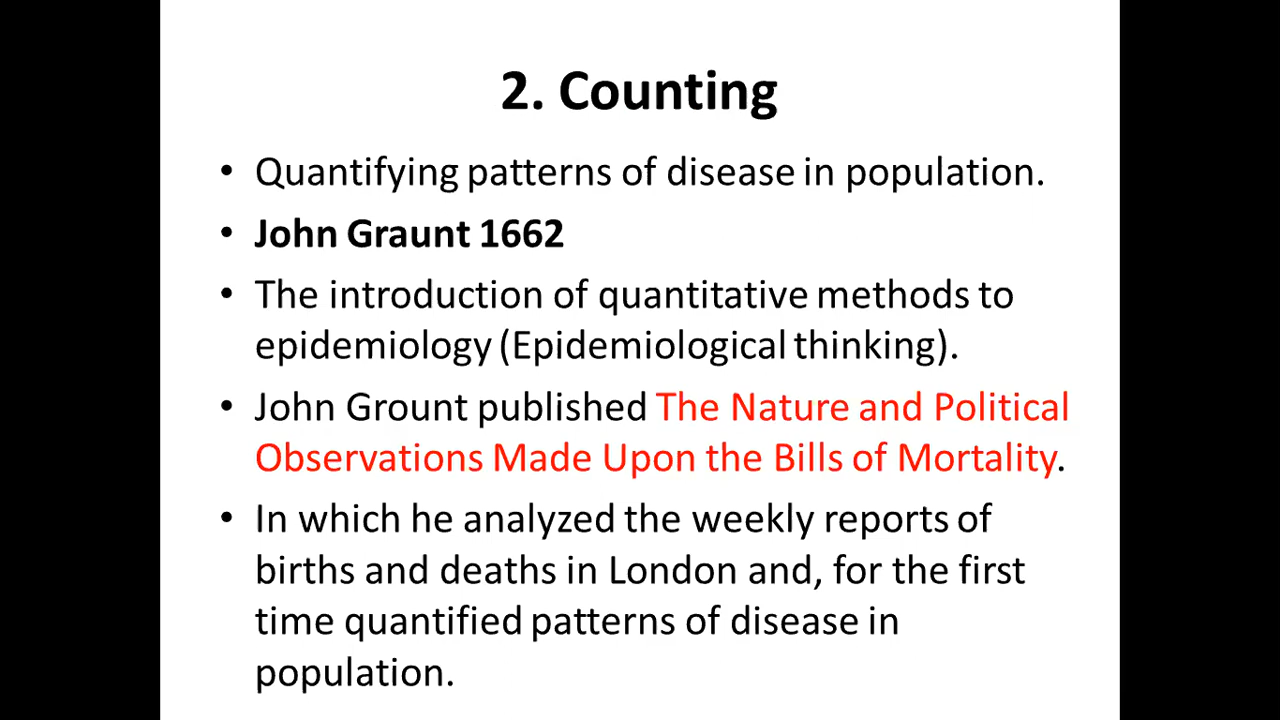 2. Counting
• Quantifying patterns of disease in population.
• John Graunt 1662
• The introduction of quantitative methods to
epidemiology (Epidemiological thinking).
• John Grount published The Nature and Political
Observations Made Upon the Bills of Mortality.
• In which he analyzed the weekly reports of
births and deaths in London and, for the first
time quantified patterns of disease in
population.